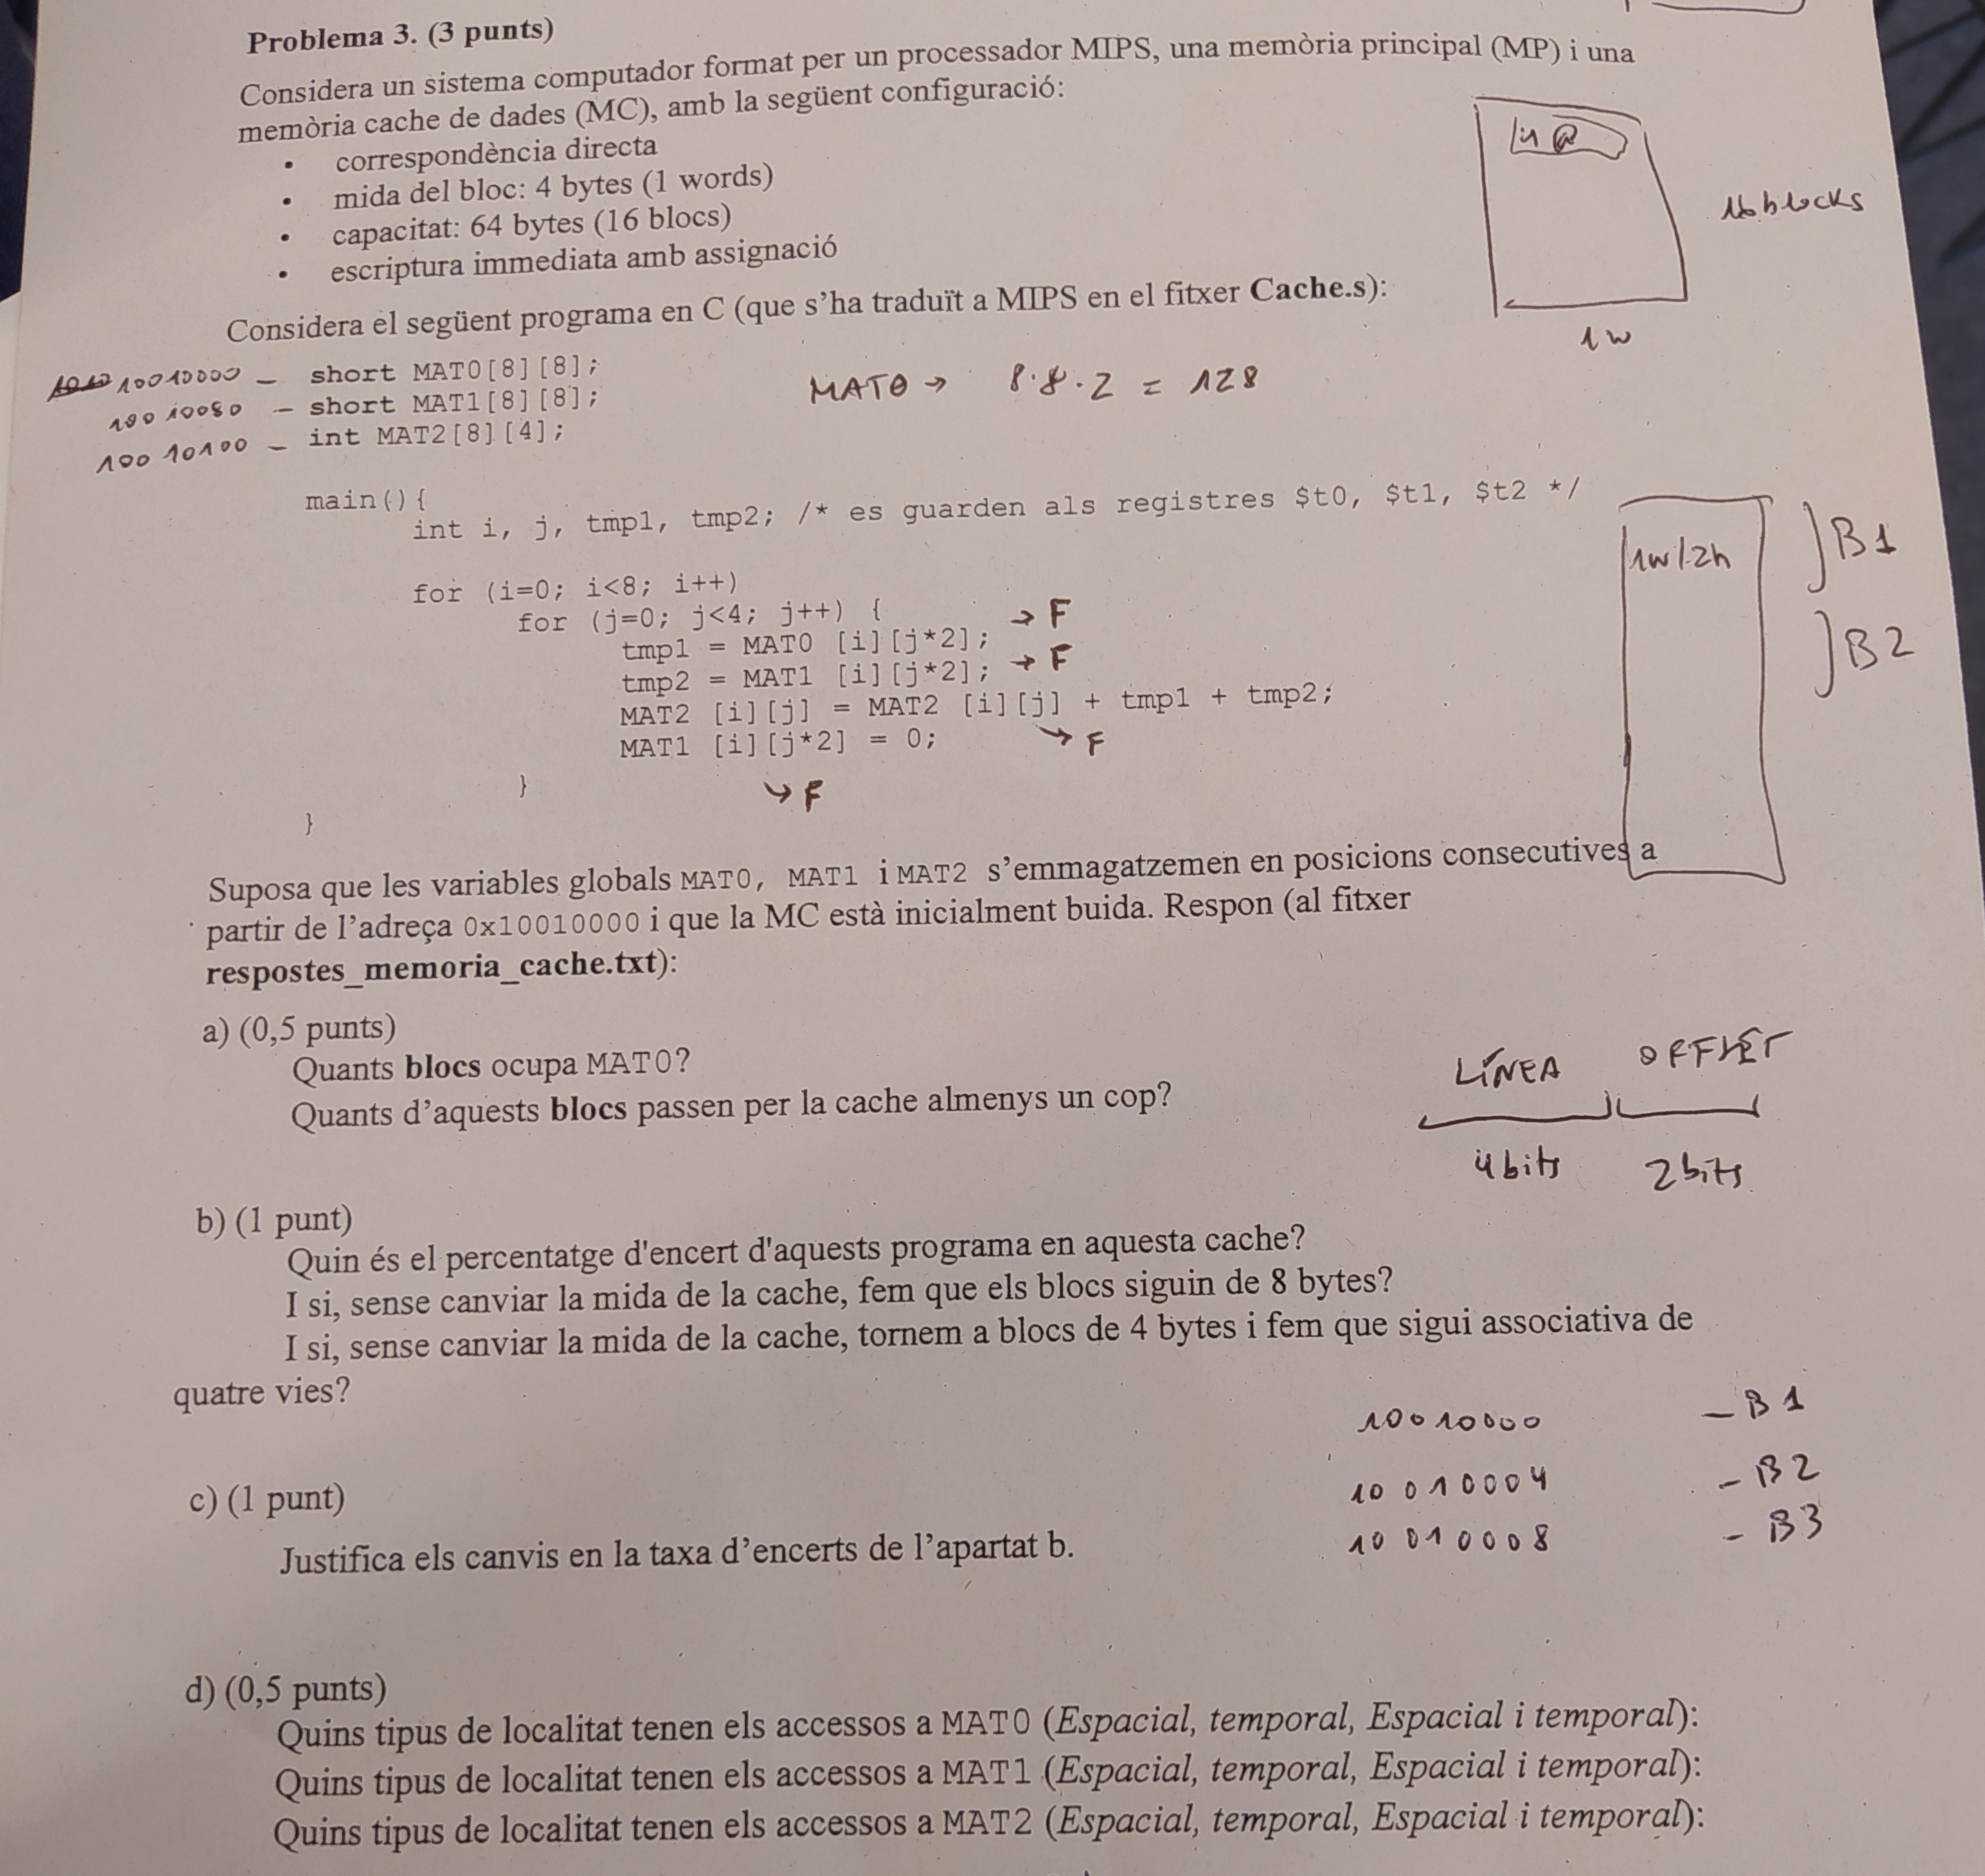 Problema 3. (3 punts)
Considera un sistema computador format per un processador MIPS, una memòria principal (MP) i una
memòria cache de dades (MC), amb la següent configuració:
• correspondència directa
• mida del bloc: 4 bytes (1 words)
• capacitat: 64 bytes (16 blocs)
• escriptura immediata amb assignació
16 blocks
1w
Considera el següent programa en C (que s'ha traduït a MIPS en el fitxer Cache.s):
10010000 – short MAT0[8][8];
MAT0 → 8·8·2 = 128
10010080 – short MAT1[8][8];
10010100 – int MAT2[8][4];
main(){
int i, j, tmp1, tmp2; /* es guarden als registres $t0, $t1, $t2 */
1w/2h
B1
B2
for (i=0; i<8; i++)
for (j=0; j<4; j++) {
tmp1 = MAT0 [i][j*2]; → F
tmp2 = MAT1 [i][j*2]; → F
MAT2 [i][j] = MAT2 [i][j] + tmp1 + tmp2;
→ F
MAT1 [i][j*2] = 0;
→ F
}
}
Suposa que les variables globals MAT0, MAT1 i MAT2 s'emmagatzemen en posicions consecutives a
partir de l'adreça 0x10010000 i que la MC està inicialment buida. Respon (al fitxer
respostes_memoria_cache.txt):
a) (0,5 punts)
Quants blocs ocupa MAT0?
Quants d'aquests blocs passen per la cache almenys un cop?
LÍNEA OFFSET
4bits 2bits
b) (1 punt)
Quin és el percentatge d'encert d'aquests programa en aquesta cache?
I si, sense canviar la mida de la cache, fem que els blocs siguin de 8 bytes?
I si, sense canviar la mida de la cache, tornem a blocs de 4 bytes i fem que sigui associativa de
quatre vies?
10010000 – B1
10010004 – B2
10010008 – B3
c) (1 punt)
Justifica els canvis en la taxa d'encerts de l'apartat b.
d) (0,5 punts)
Quins tipus de localitat tenen els accessos a MAT0 (Espacial, temporal, Espacial i temporal):
Quins tipus de localitat tenen els accessos a MAT1 (Espacial, temporal, Espacial i temporal):
Quins tipus de localitat tenen els accessos a MAT2 (Espacial, temporal, Espacial i temporal):